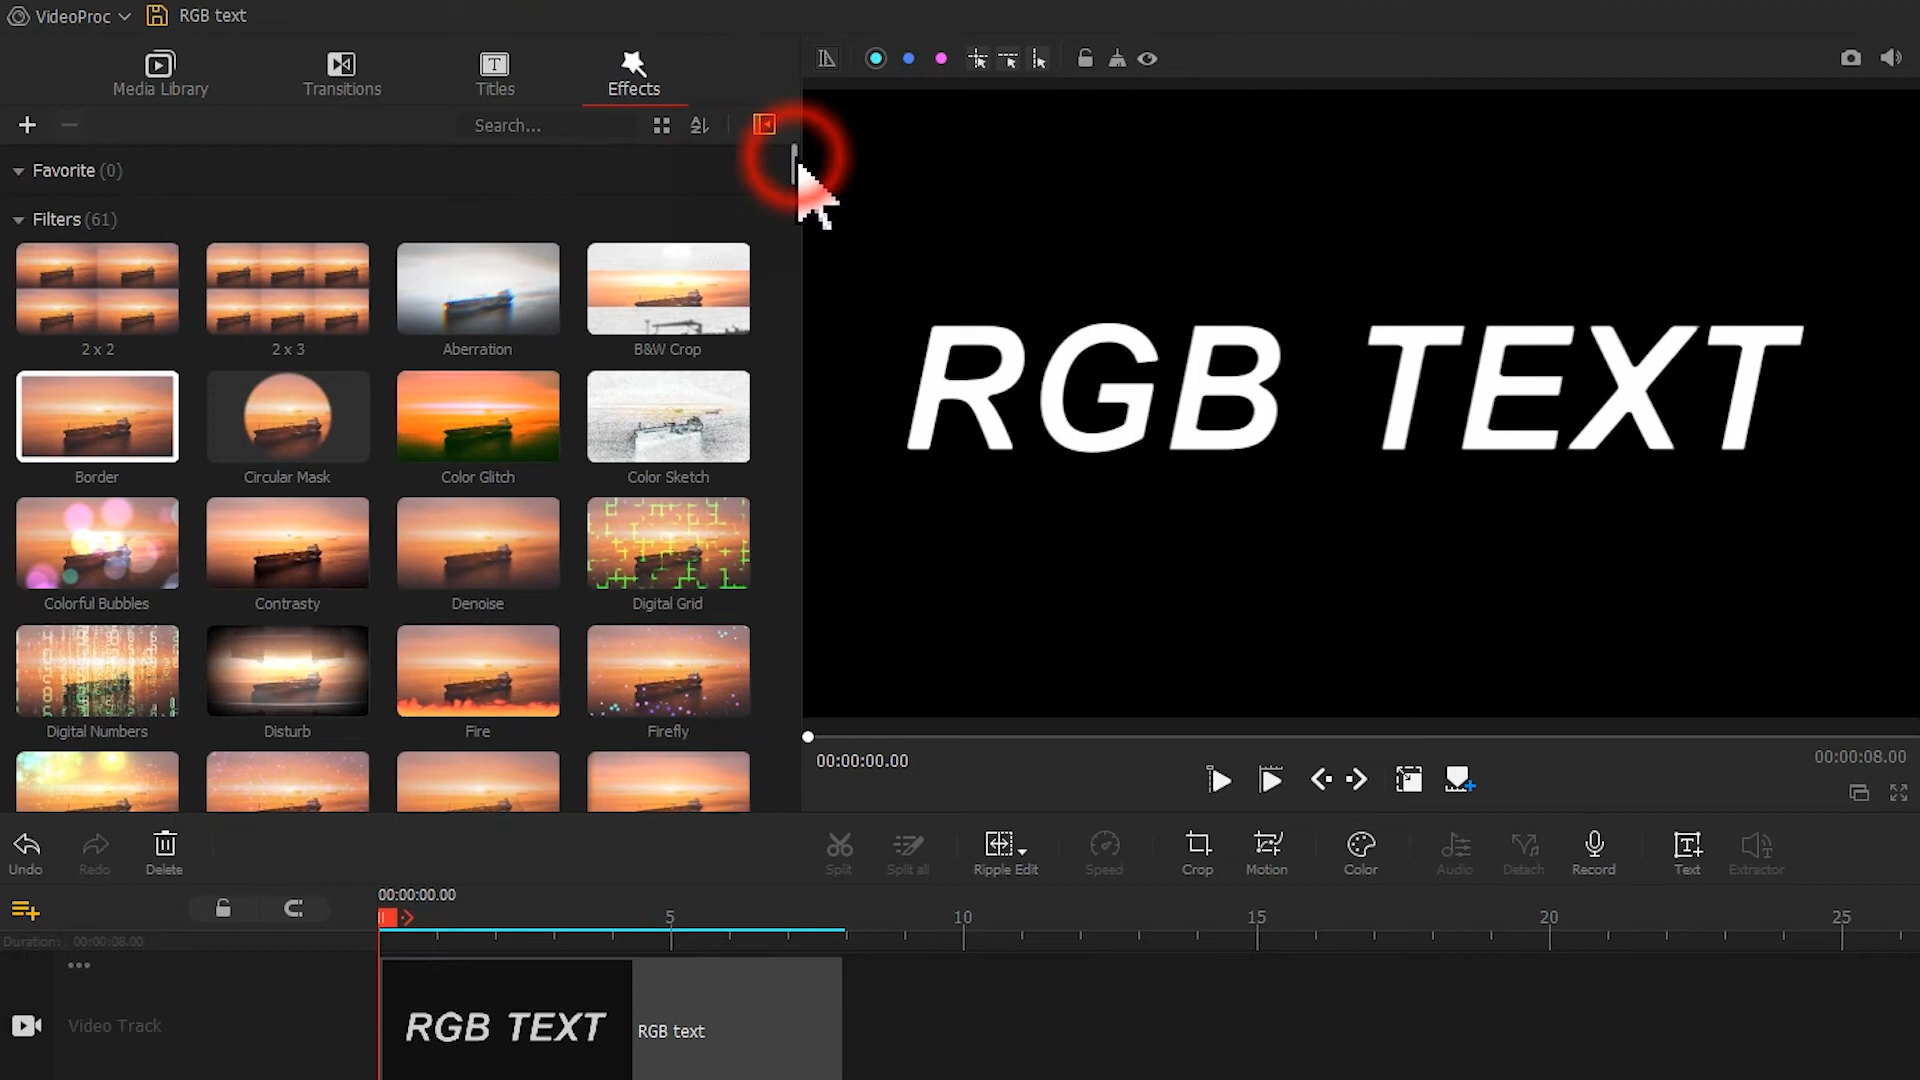 VideoProc RGB text
Media Library Transitions Titles Effects
Search...
Favorite (0)
Filters (61)
2 x 2 2 x 3 Aberration B&W Crop
Border Circular Mask Color Glitch Color Sketch
Colorful Bubbles Contrasty Denoise Digital Grid
Digital Numbers Disturb Fire Firefly
RGB TEXT
00:00:00.00 00:00:08.00
Undo Redo Delete Split Split all Ripple Edit Speed Crop Motion Color Audio Detach Record Text Extractor
00:00:00.00
5 10 15 20 25
Duration: 00:00:08.00
Video Track RGB TEXT RGB text